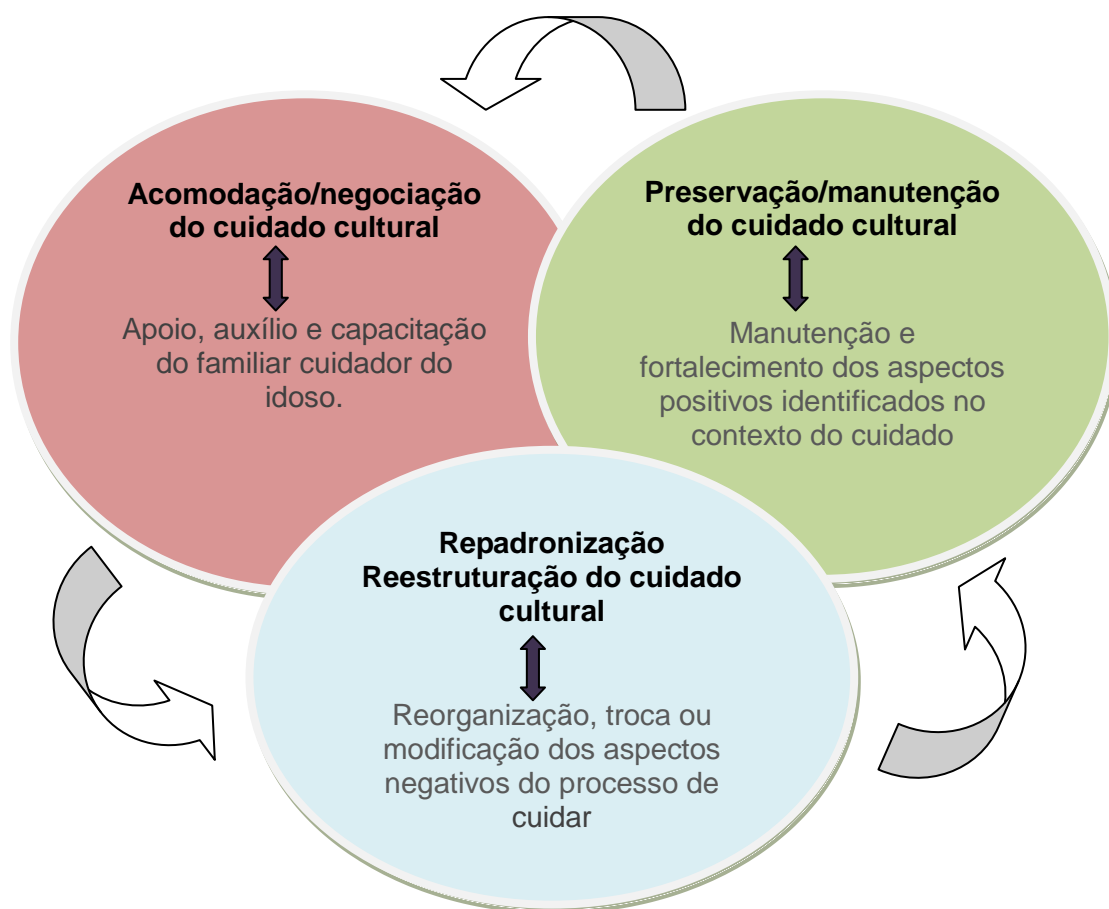 Acomodação/negociação
do cuidado cultural
Apoio, auxílio e capacitação
do familiar cuidador do
idoso.
Preservação/manutenção
do cuidado cultural
Manutenção e
fortalecimento dos aspectos
positivos identificados no
contexto do cuidado
Repadronização
Reestruturação do cuidado
cultural
Reorganização, troca ou
modificação dos aspectos
negativos do processo de
cuidar